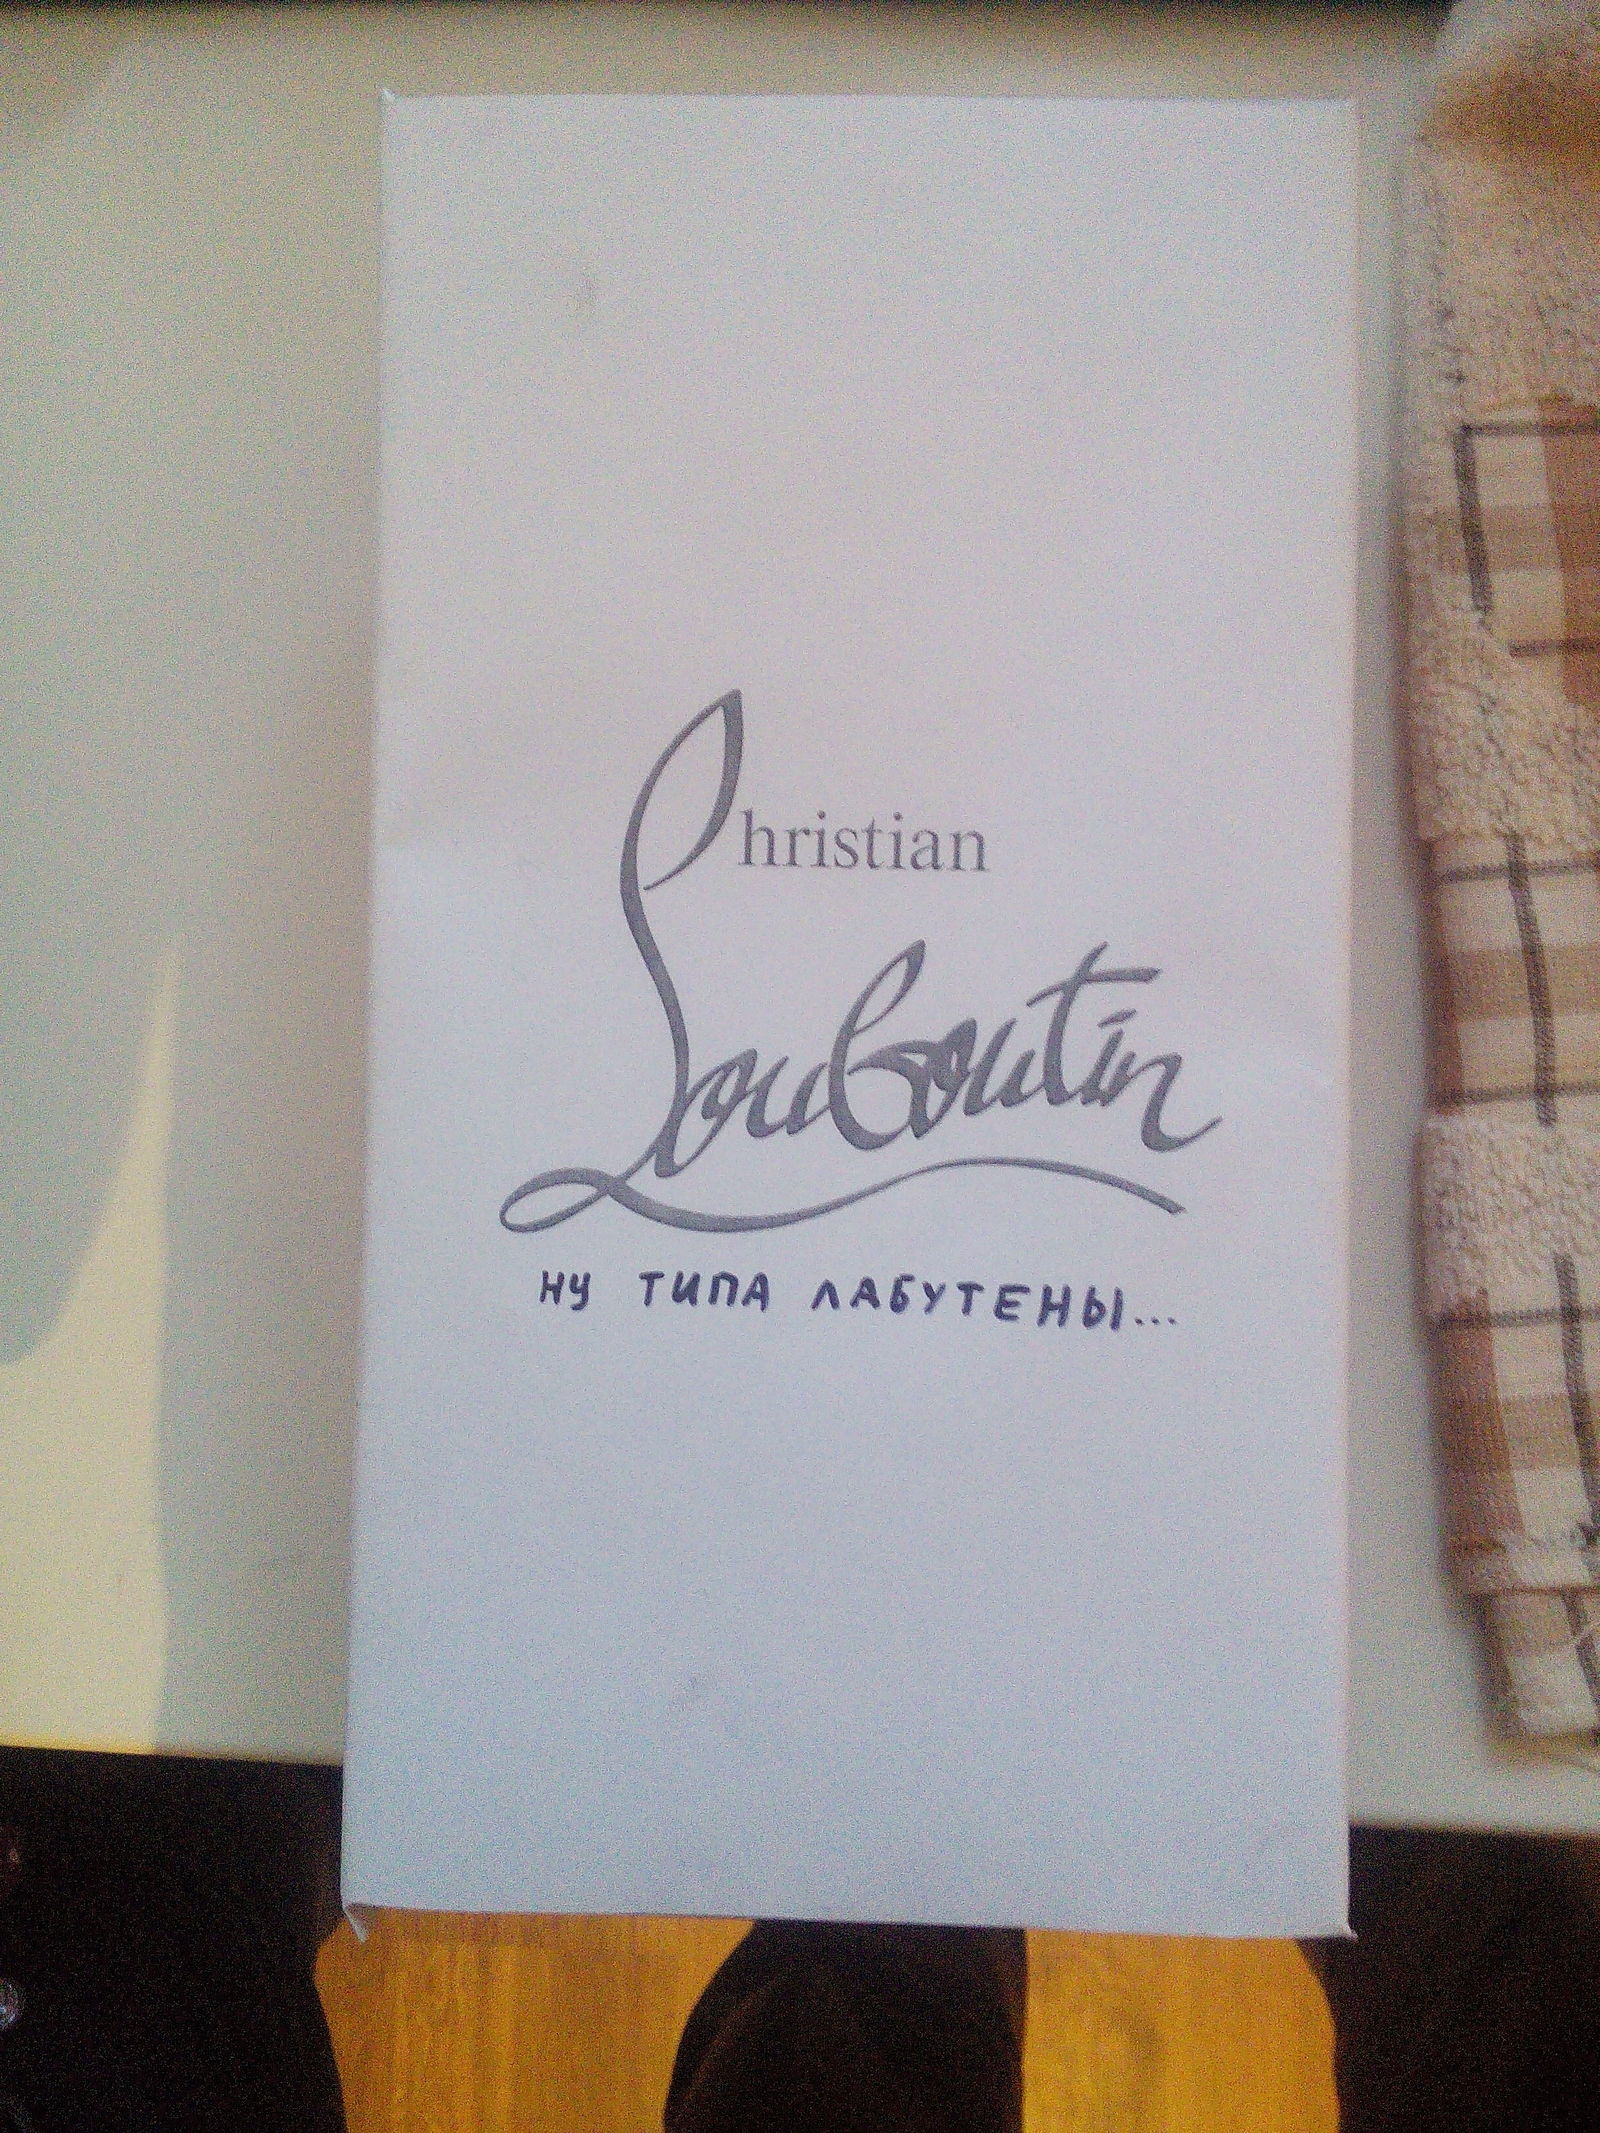 Christian
Louboutin
ну типа лабутены...